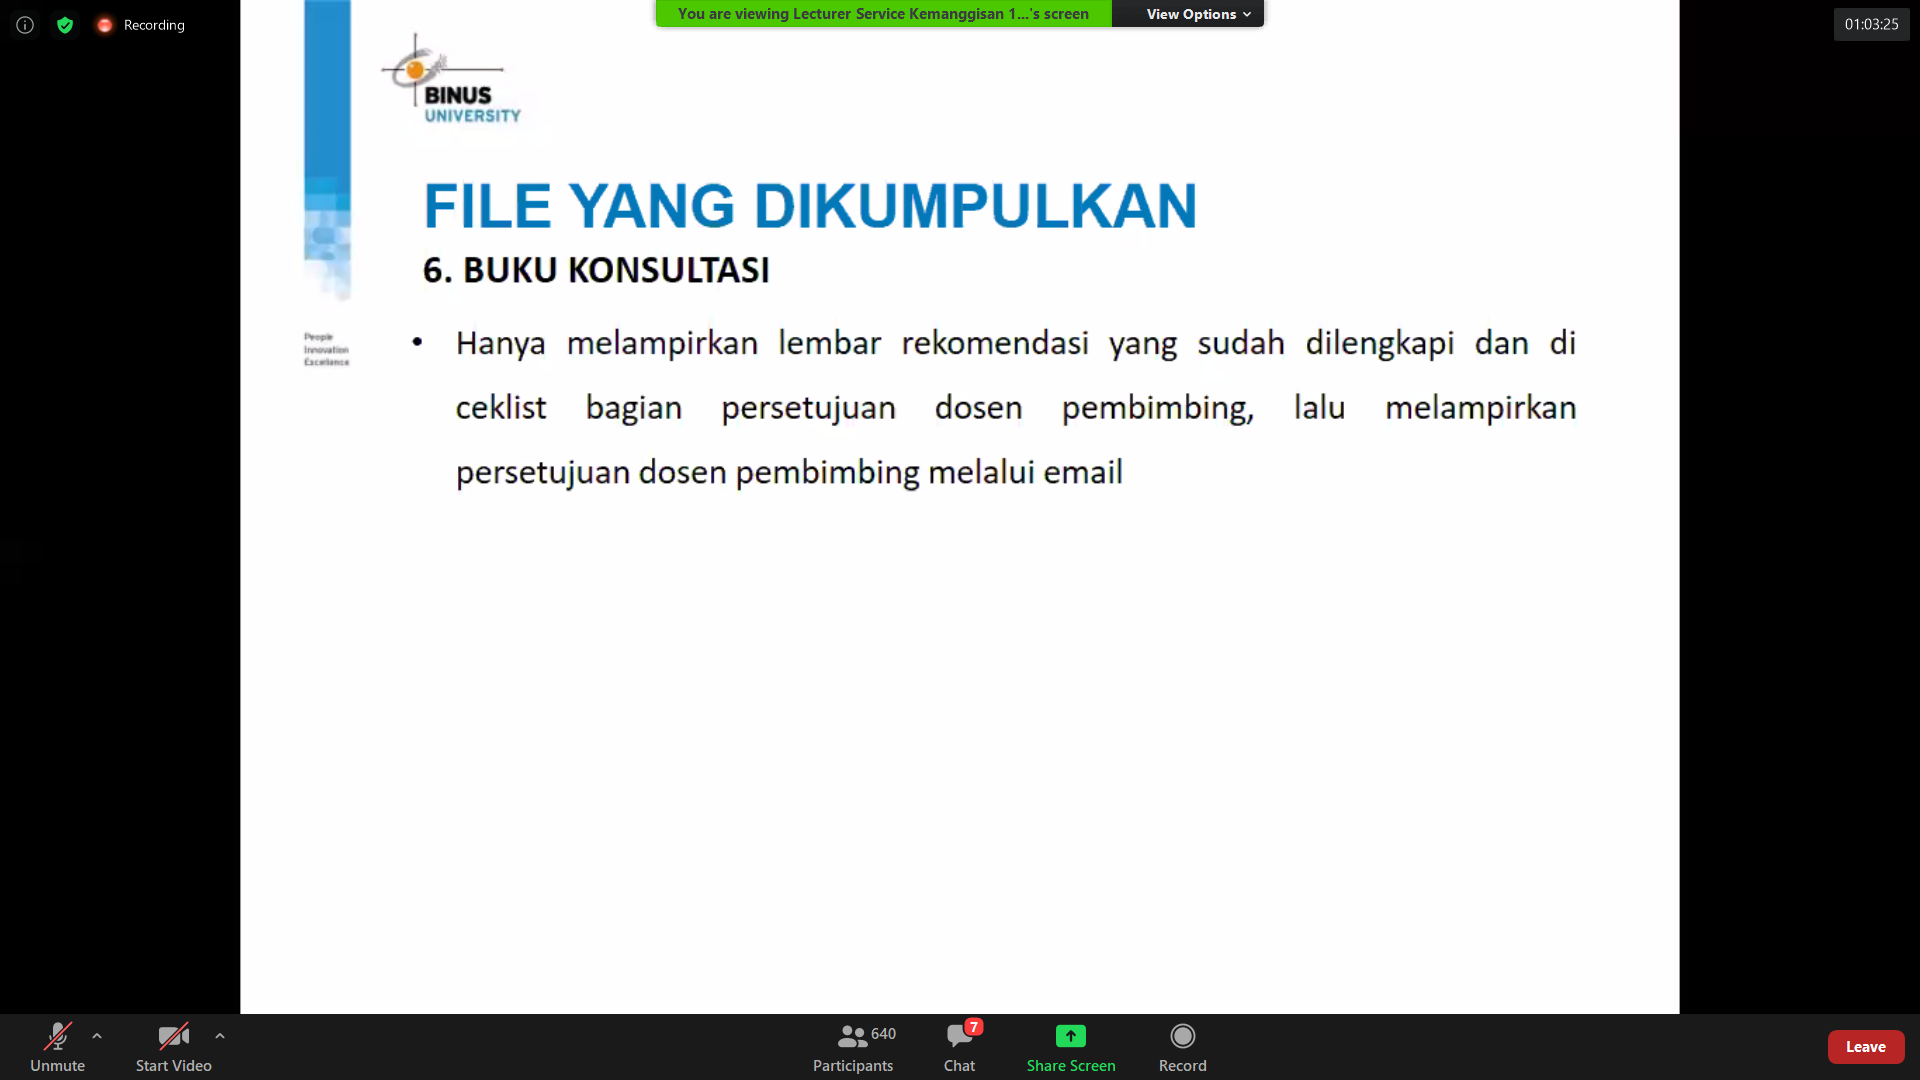 Recording
You are viewing Lecturer Service Kemanggisan 1...'s screen
View Options
01:03:25
BINUS
UNIVERSITY
FILE YANG DIKUMPULKAN
6. BUKU KONSULTASI
People
Innovation
Excellence
• Hanya melampirkan lembar rekomendasi yang sudah dilengkapi dan di
ceklist bagian persetujuan dosen pembimbing, lalu melampirkan
persetujuan dosen pembimbing melalui email
Unmute
Start Video
640
Participants
7
Chat
Share Screen
Record
Leave